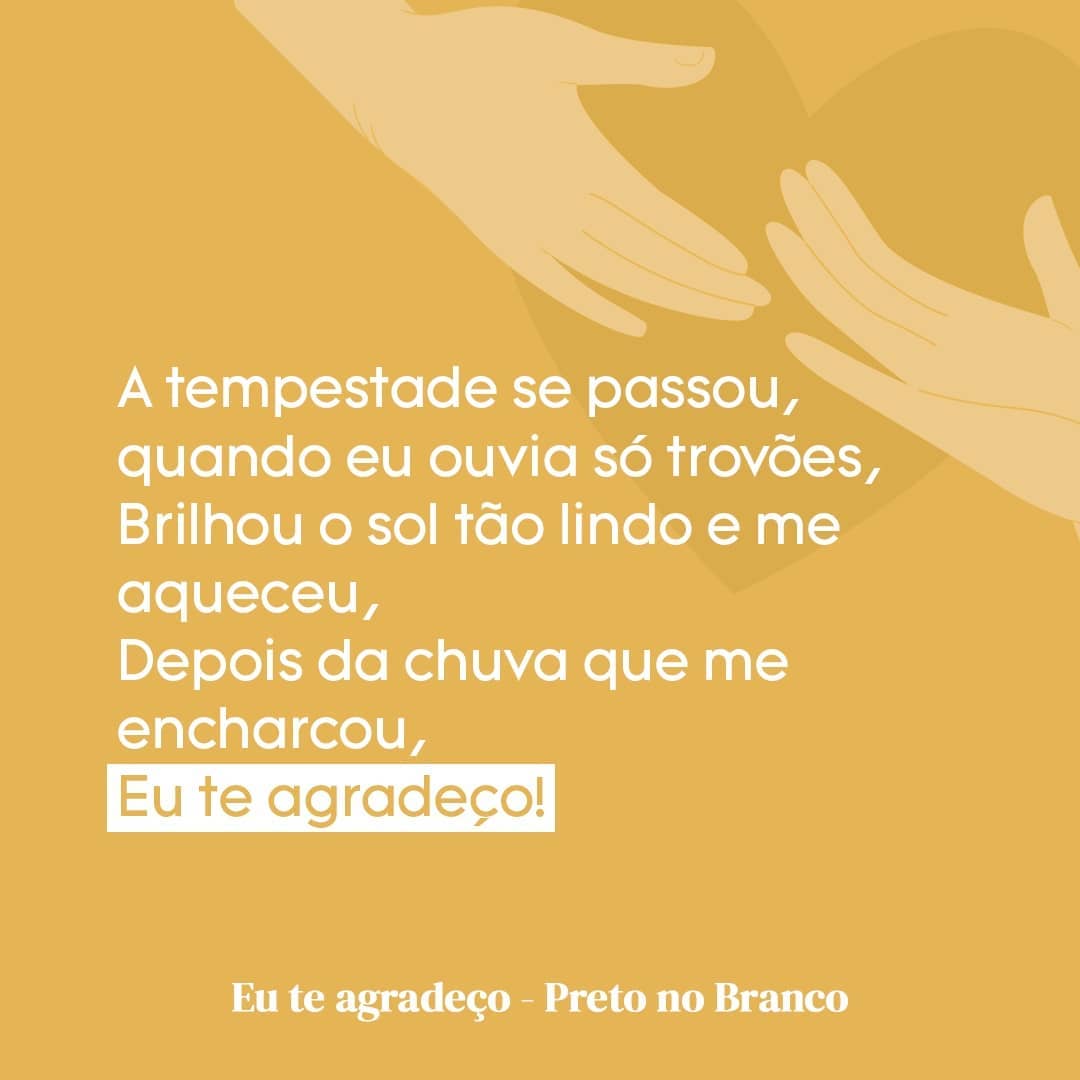 A tempestade se passou,
quando eu ouvia só trovões,
Brilhou o sol tão lindo e me
aqueceu,
Depois da chuva que me
encharcou,
Eu te agradeço!
Eu te agradeço - Preto no Branco